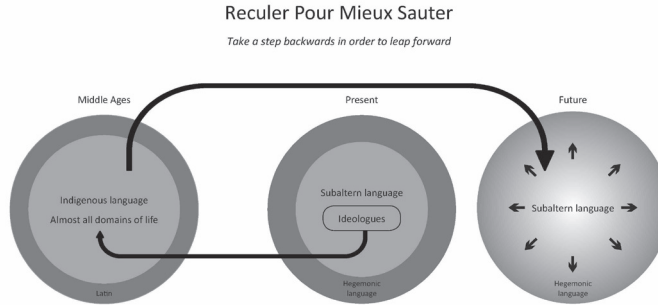 Reculer Pour Mieux Sauter
Take a step backwards in order to leap forward
Middle Ages
Indigenous language
Almost all domains of life
Latin
Present
Subaltern language
Ideologues
Hegemonic
language
Future
Subaltern language
Hegemonic
language